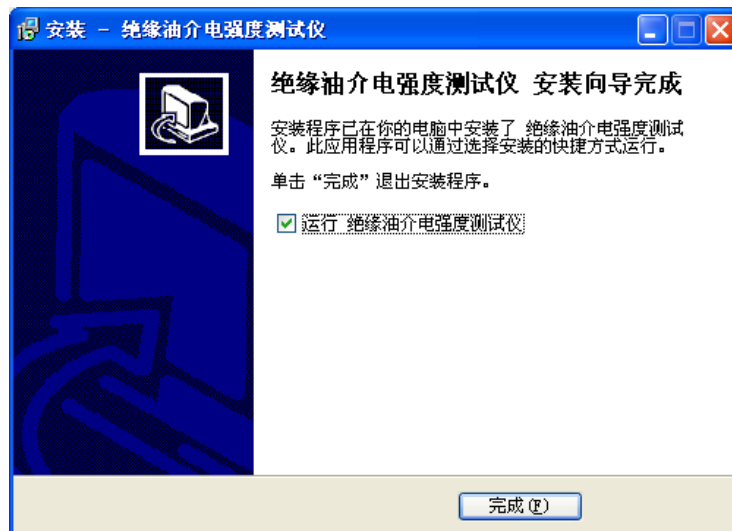 安装 - 绝缘油介电强度测试仪
绝缘油介电强度测试仪 安装向导完成
安装程序已在你的电脑中安装了 绝缘油介电强度测试
仪。此应用程序可以通过选择安装的快捷方式运行。
单击“完成”退出安装程序。
运行 绝缘油介电强度测试仪
完成(F)